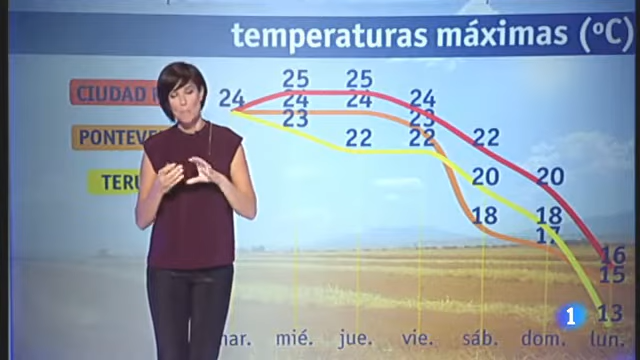 temperaturas máximas (ºC)
25 25
CIUDAD
24 24 24 24
PONTEVE
23 23
22 22 22
TERU
20 20
18 18
17
16
15
1 13
mar. mié. jue. vie. sáb. dom. lun.